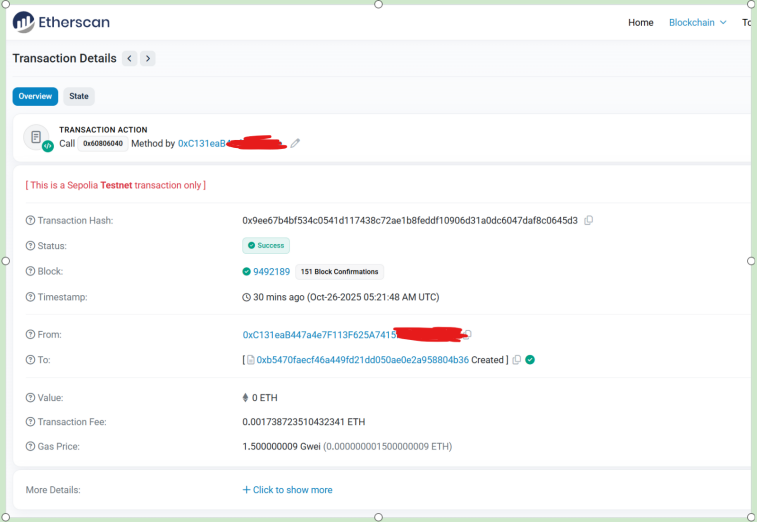 Etherscan
Home Blockchain To
Transaction Details
Overview State
TRANSACTION ACTION
Call 0x60806040 Method by 0xC131eaB4
[ This is a Sepolia Testnet transaction only ]
Transaction Hash: 0x9ee67b4bf534c0541d117438c72ae1b8feddf10906d31a0dc6047daf8c0645d3
Status: Success
Block: 9492189 151 Block Confirmations
Timestamp: 30 mins ago (Oct-26-2025 05:21:48 AM UTC)
From: 0xC131eaB447a4e7F113F625A7415
To: [ 0xb5470faecf46a449fd21dd050ae0e2a958804b36 Created ]
Value: 0 ETH
Transaction Fee: 0.001738723510432341 ETH
Gas Price: 1.500000009 Gwei (0.000000001500000009 ETH)
More Details: + Click to show more